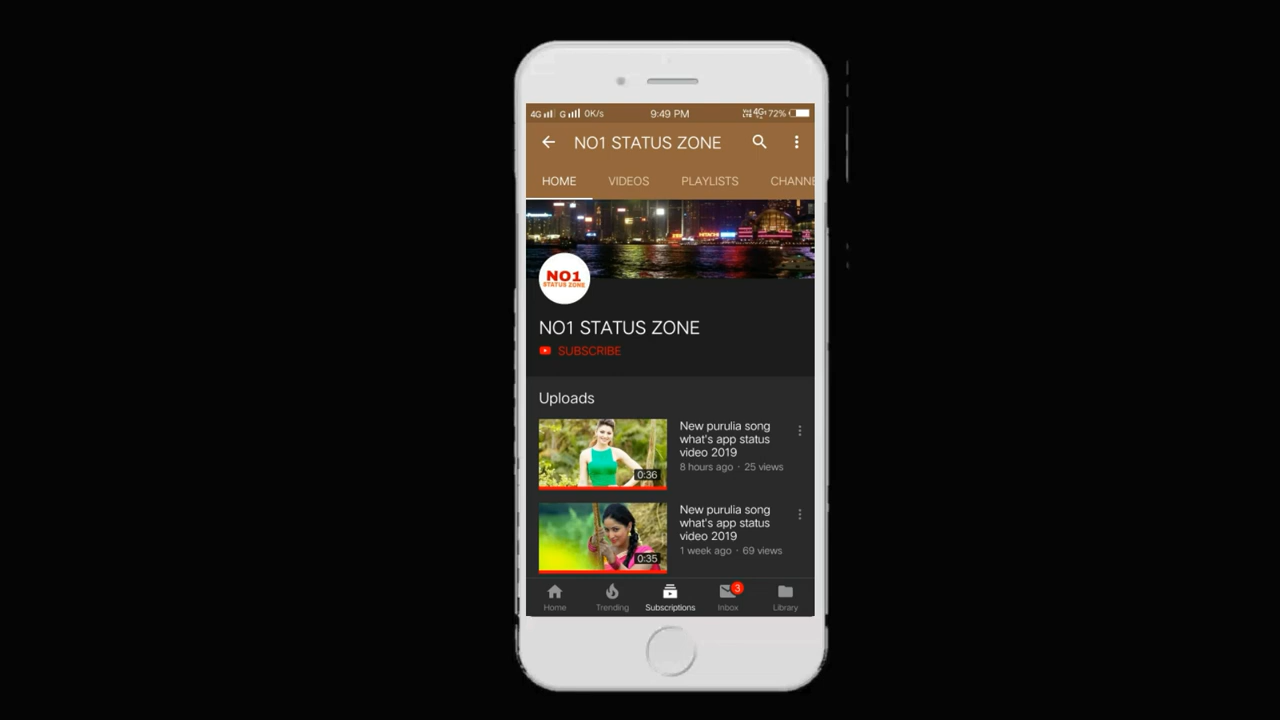 4G G 0K/s 9:49 PM 4G+ 72%
NO1 STATUS ZONE
HOME VIDEOS PLAYLISTS CHANNE
HITACHI
NO1
STATUS ZONE
NO1 STATUS ZONE
SUBSCRIBE
Uploads
New purulia song
what's app status
video 2019
8 hours ago · 25 views
0:36
New purulia song
what's app status
video 2019
1 week ago · 69 views
0:35
3
Home Trending Subscriptions Inbox Library